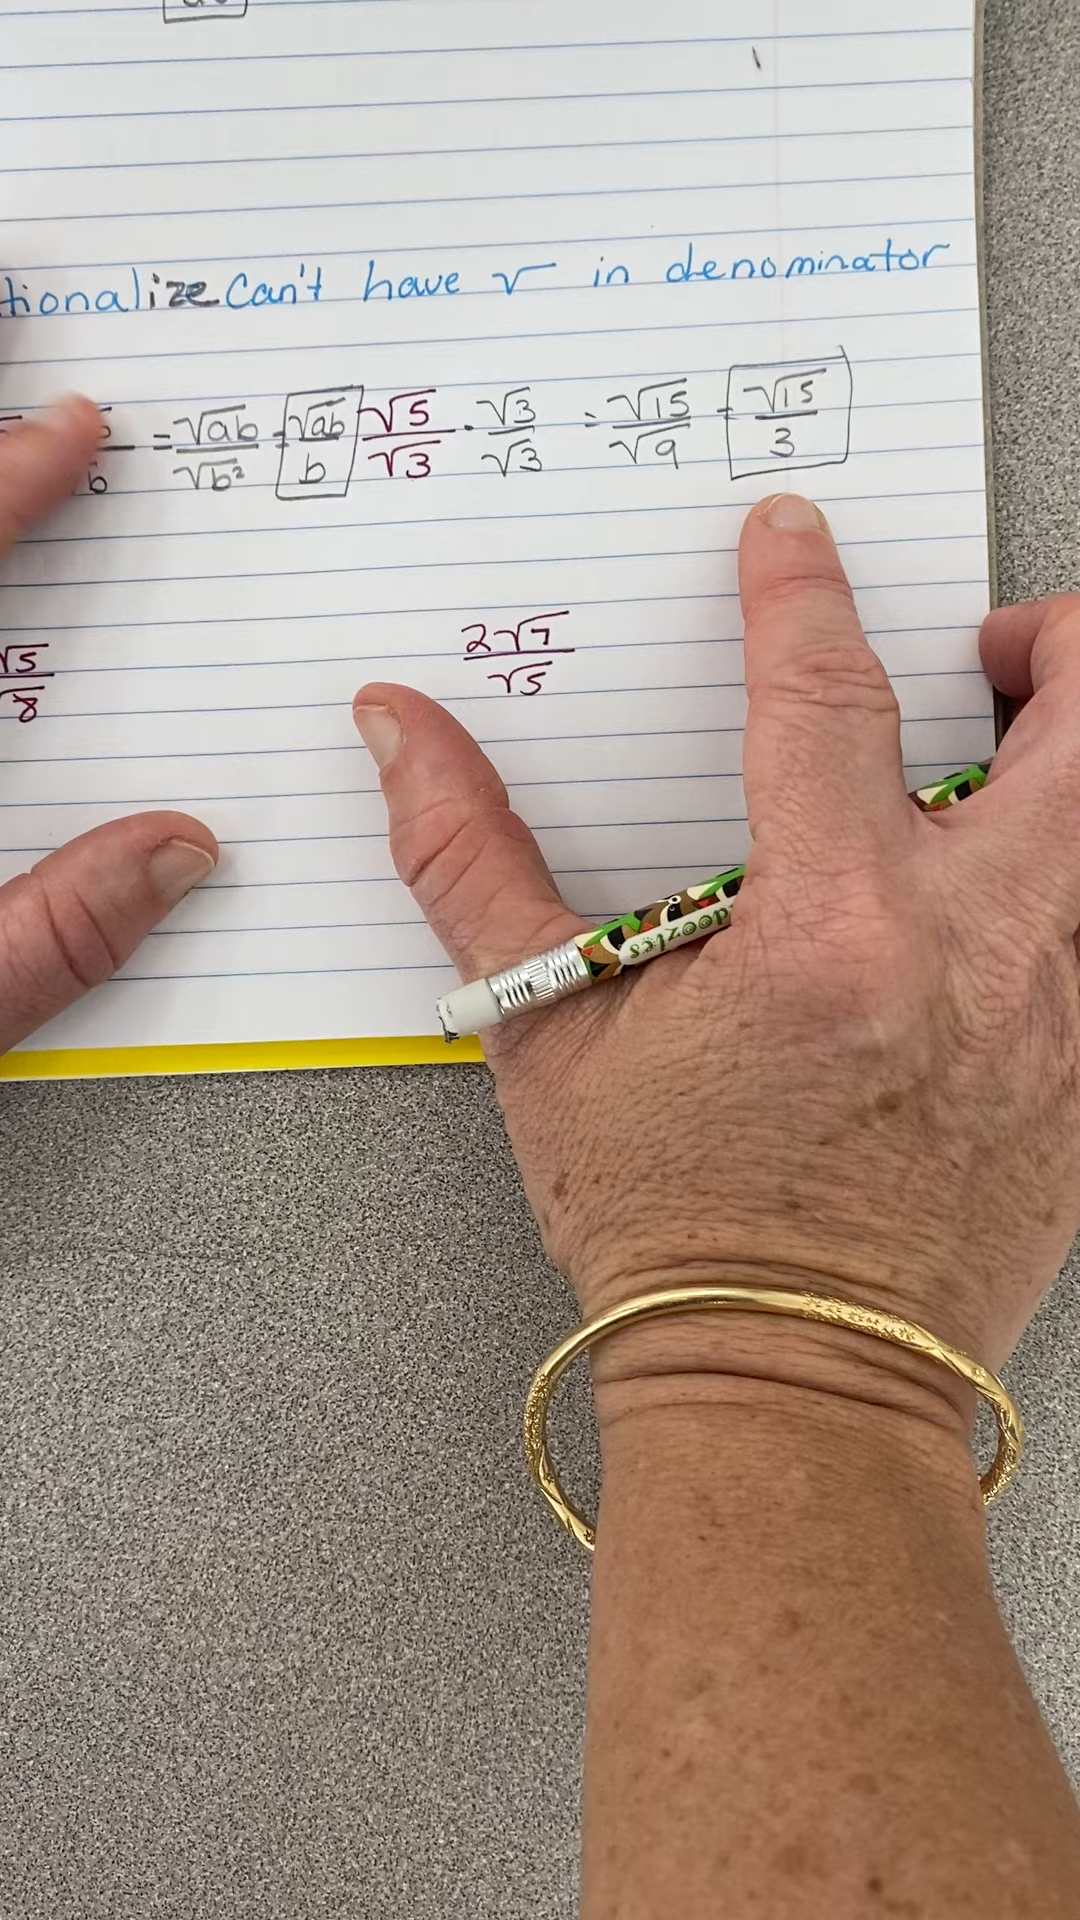 tionalize Can't have √ in denominator
b = √ab/√b² = √ab/b √5/√3 · √3/√3 = √15/√9 = √15/3
√5/√8 2√7/√5
doozles